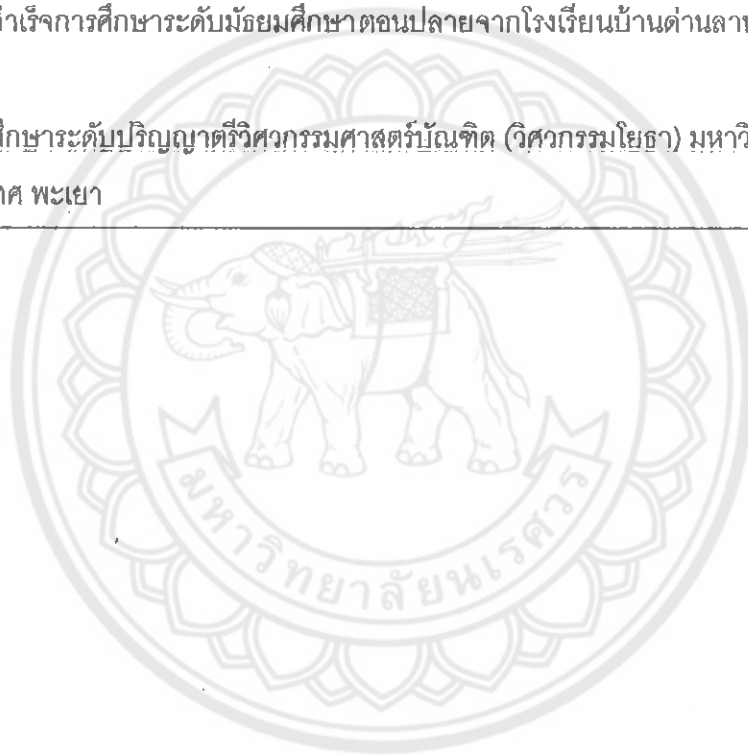 สำเร็จการศึกษาระดับมัธยมศึกษาตอนปลายจากโรงเรียนบ้านด่านลาน
ศึกษาระดับปริญญาตรีวิศวกรรมศาสตร์บัณฑิต (วิศวกรรมโยธา) มหาวิ
พะเยา
มหาวิทยาลัยนเรศวร